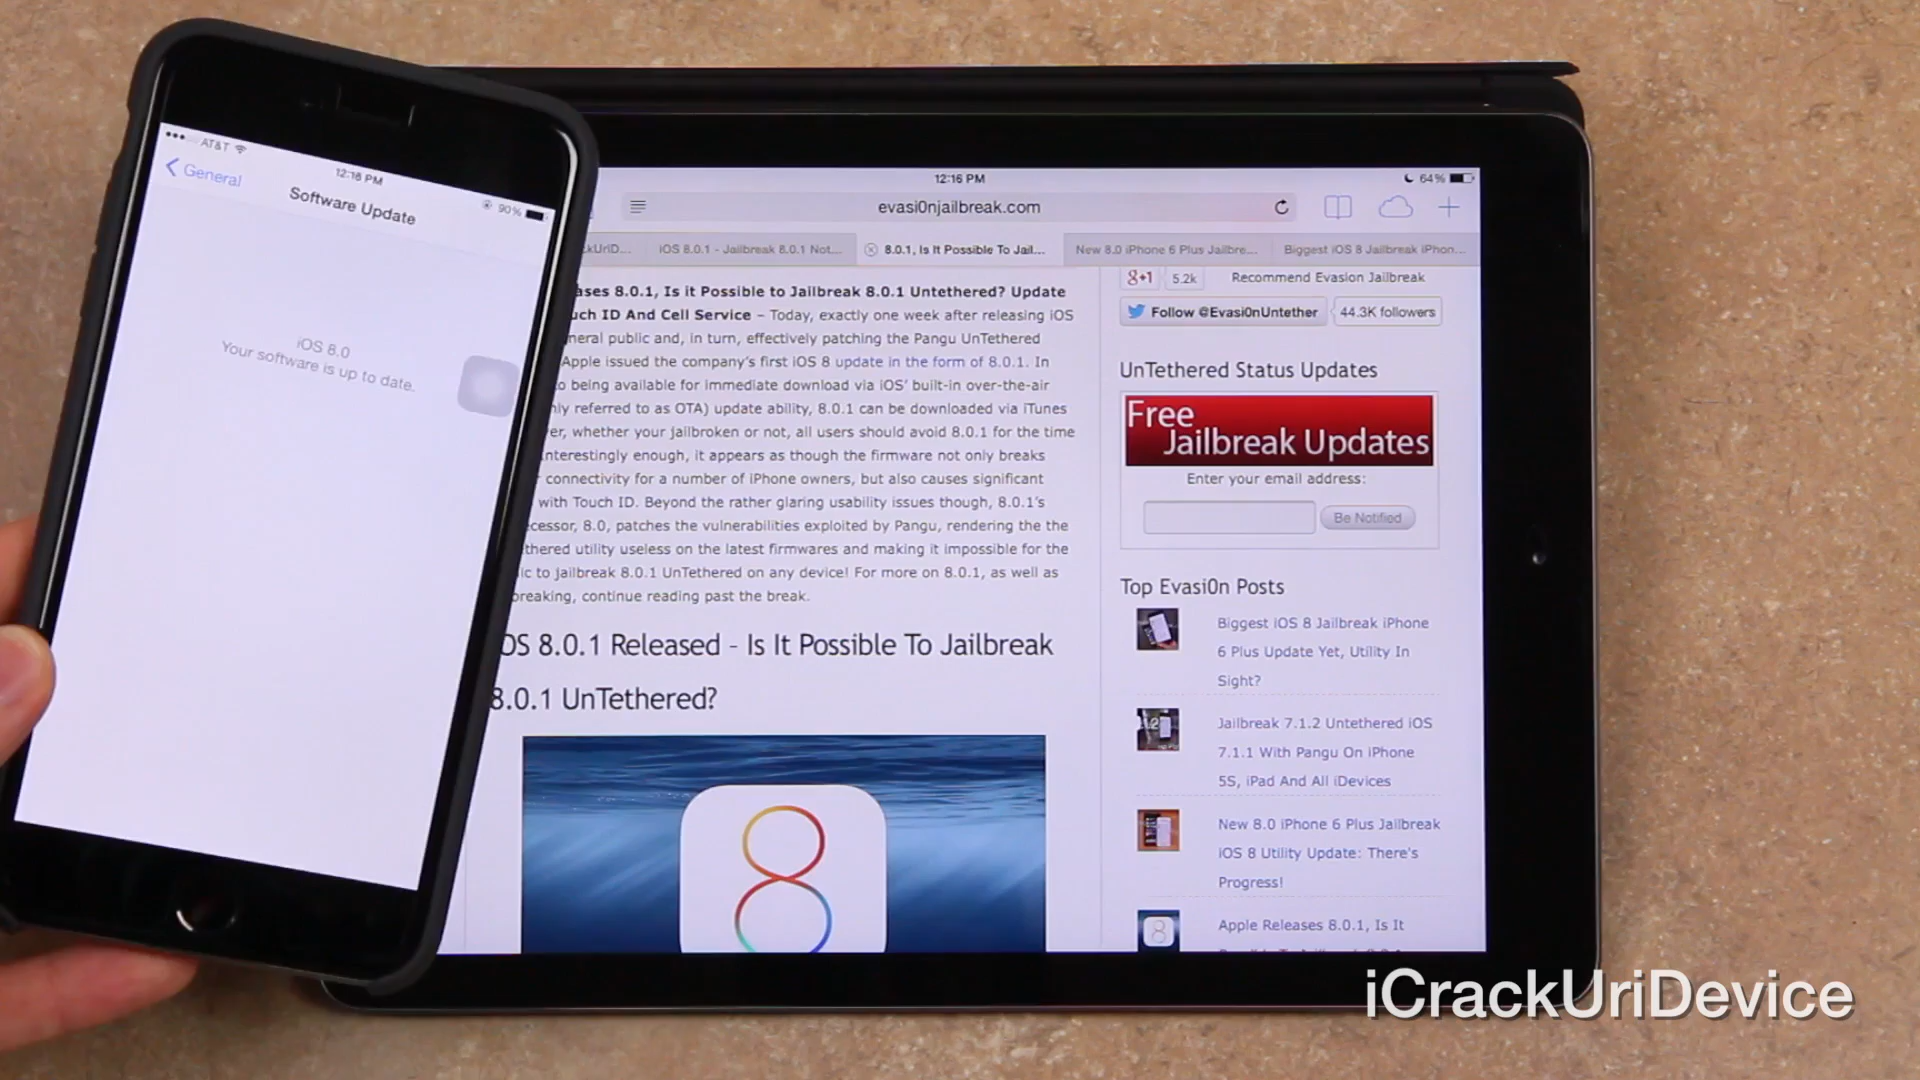 AT&T
12:16 PM
90%
General
Software Update
iOS 8.0
Your software is up to date.
12:16 PM
64%
evasi0njailbreak.com
iOS 8.0.1 - Jailbreak 8.0.1 Not...
8.0.1, Is It Possible To Jail...
New 8.0 iPhone 6 Plus Jailbre...
Biggest iOS 8 Jailbreak iPhon...
8.0.1, Is it Possible to Jailbreak 8.0.1 Untethered? Update
ID And Cell Service – Today, exactly one week after releasing iOS
public and, in turn, effectively patching the Pangu UnTethered
Apple issued the company's first iOS 8 update in the form of 8.0.1. In
being available for immediate download via iOS' built-in over-the-air
referred to as OTA) update ability, 8.0.1 can be downloaded via iTunes
whether your jailbroken or not, all users should avoid 8.0.1 for the time
Interestingly enough, it appears as though the firmware not only breaks
connectivity for a number of iPhone owners, but also causes significant
with Touch ID. Beyond the rather glaring usability issues though, 8.0.1's
8.0, patches the vulnerabilities exploited by Pangu, rendering the the
utility useless on the latest firmwares and making it impossible for the
to jailbreak 8.0.1 UnTethered on any device! For more on 8.0.1, as well as
continue reading past the break.
8.0.1 Released - Is It Possible To Jailbreak
8.0.1 UnTethered?
8
g+1 5.2k Recommend Evasion Jailbreak
Follow @Evasi0nUntether 44.3K followers
UnTethered Status Updates
Free
Jailbreak Updates
Enter your email address:
Be Notified
Top Evasi0n Posts
Biggest iOS 8 Jailbreak iPhone
6 Plus Update Yet, Utility In
Sight?
Jailbreak 7.1.2 Untethered iOS
7.1.1 With Pangu On iPhone
5S, iPad And All iDevices
New 8.0 iPhone 6 Plus Jailbreak
iOS 8 Utility Update: There's
Progress!
8
Apple Releases 8.0.1, Is It
iCrackUriDevice